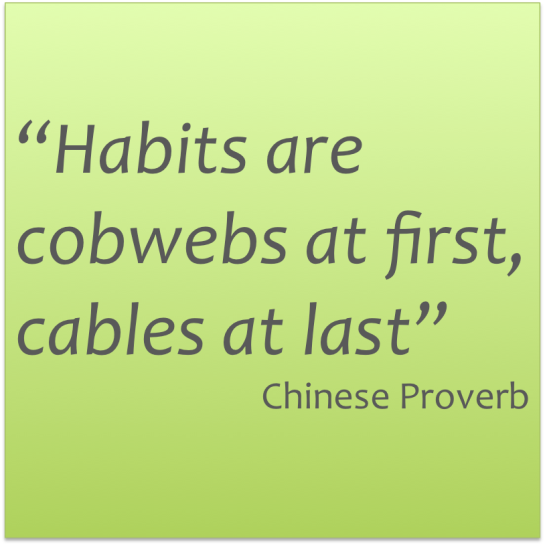 “Habits are
cobwebs at first,
cables at last”
Chinese Proverb